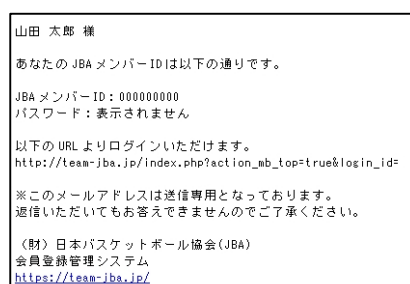 山田 太郎 様
あなたの JBA メンバーIDは以下の通りです。
JBA メンバーID：000000000
パスワード：表示されません
以下の URL よりログインいただけます。
http://team-jba.jp/index.php?action_mb_top=true&login_id=
※このメールアドレスは送信専用となっております。
返信いただいてもお答えできませんのでご了承ください。
（財）日本バスケットボール協会(JBA)
会員登録管理システム
https://team-jba.jp/